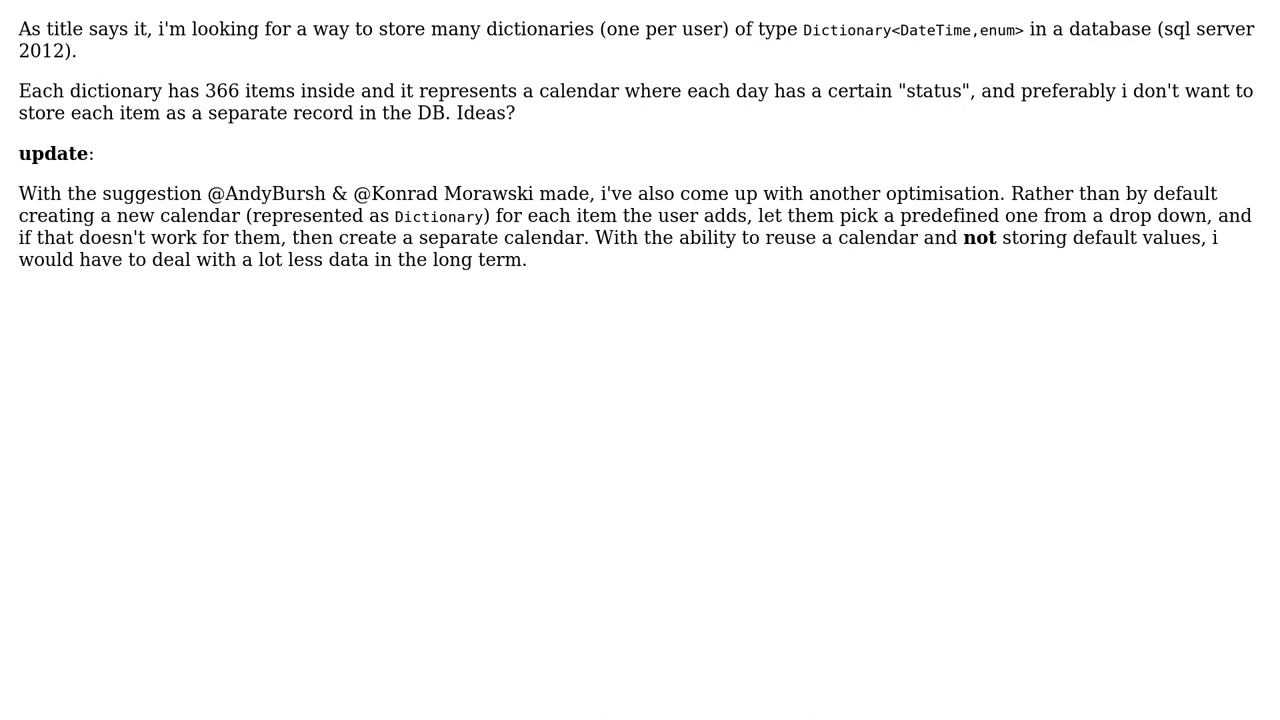 As title says it, i'm looking for a way to store many dictionaries (one per user) of type Dictionary<DateTime,enum> in a database (sql server
2012).
Each dictionary has 366 items inside and it represents a calendar where each day has a certain "status", and preferably i don't want to
store each item as a separate record in the DB. Ideas?
update:
With the suggestion @AndyBursh & @Konrad Morawski made, i've also come up with another optimisation. Rather than by default
creating a new calendar (represented as Dictionary) for each item the user adds, let them pick a predefined one from a drop down, and
if that doesn't work for them, then create a separate calendar. With the ability to reuse a calendar and not storing default values, i
would have to deal with a lot less data in the long term.